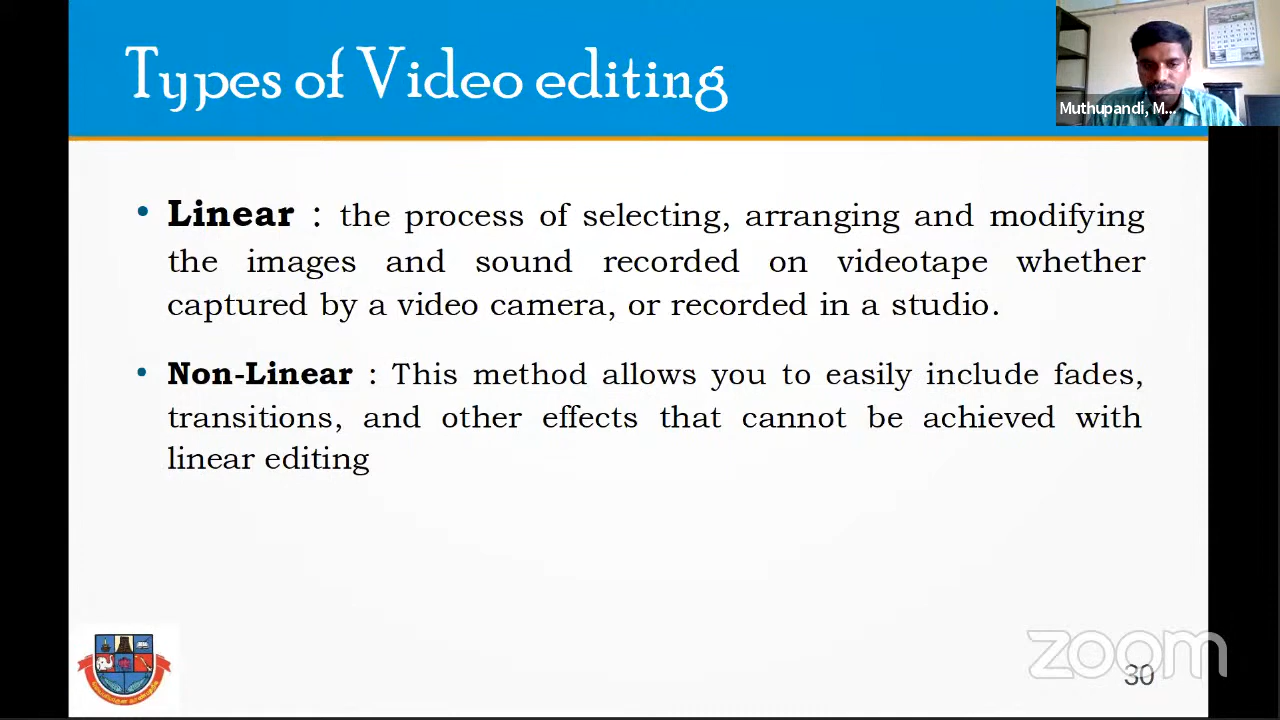 Types of Video editing
Muthupandi, M...
• Linear : the process of selecting, arranging and modifying
the images and sound recorded on videotape whether
captured by a video camera, or recorded in a studio.
• Non-Linear : This method allows you to easily include fades,
transitions, and other effects that cannot be achieved with
linear editing
zoom
30